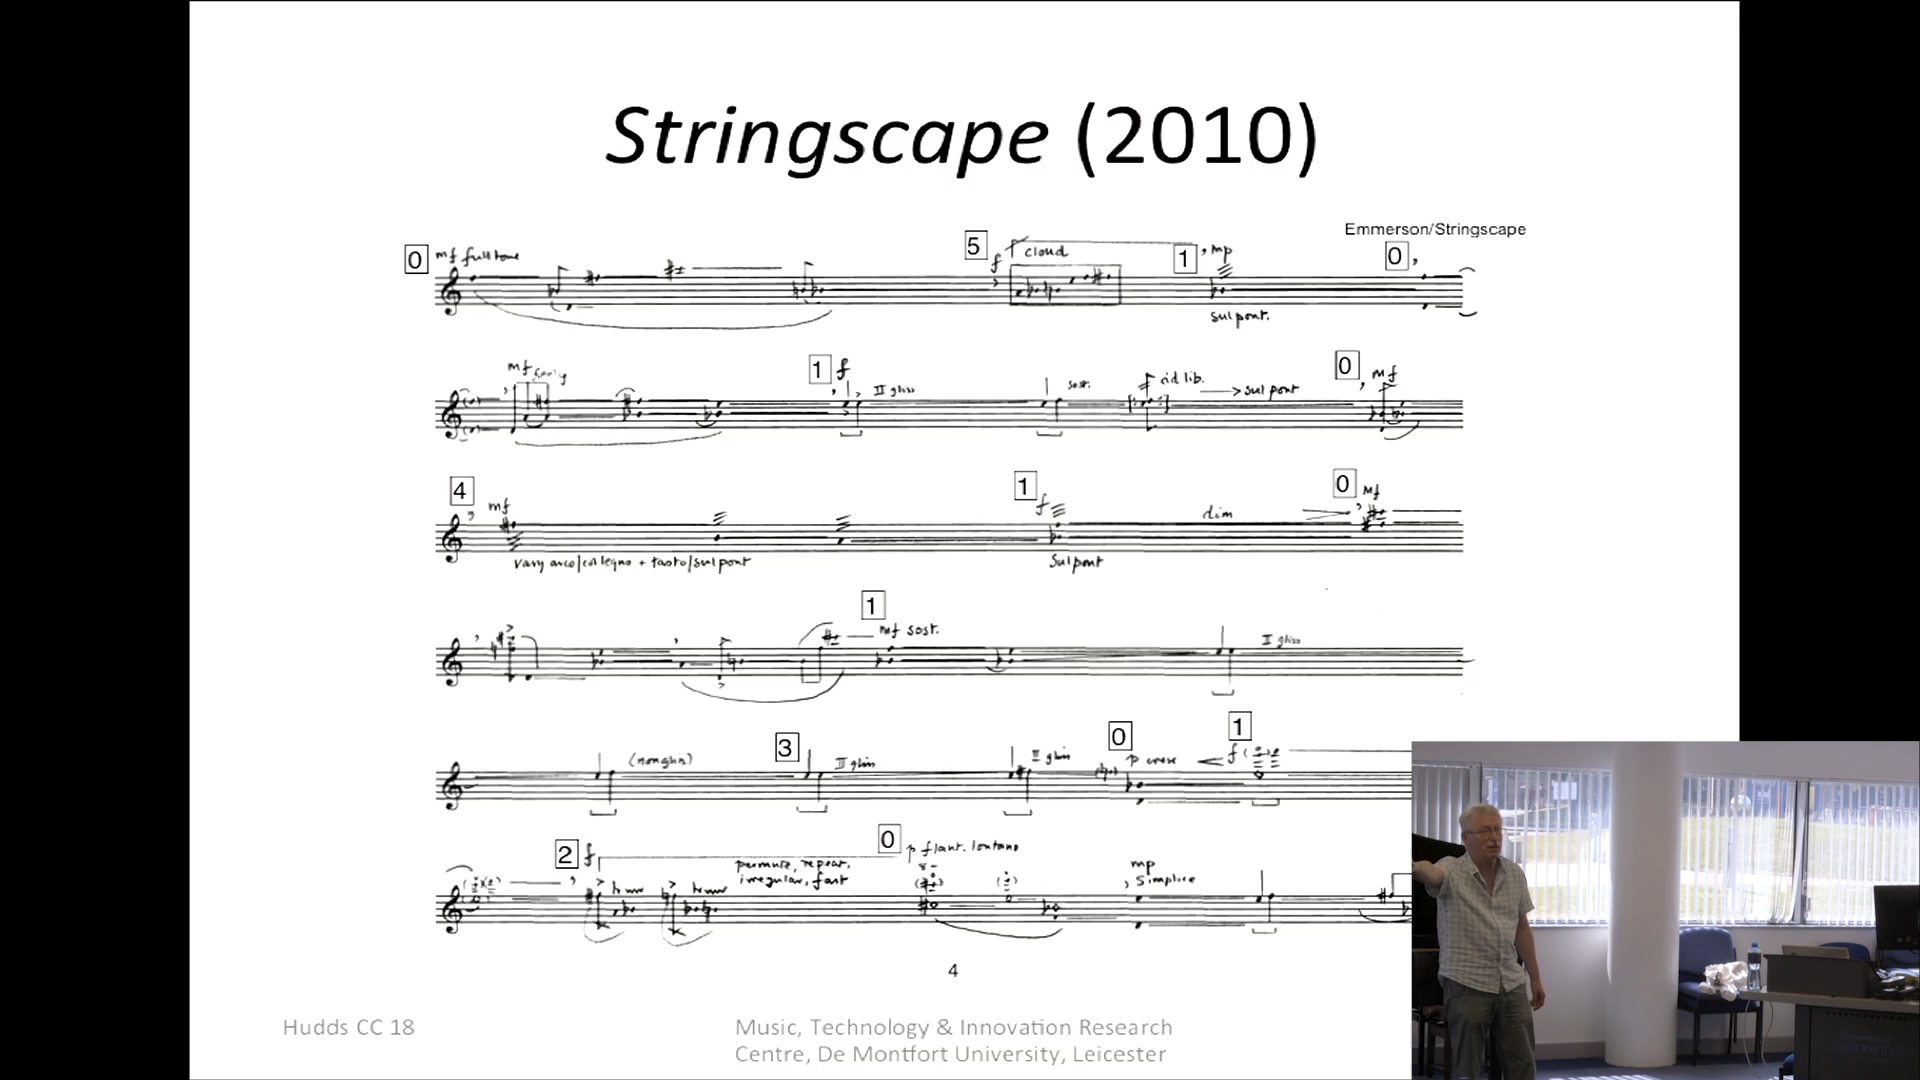 Stringscape (2010)
Emmerson/Stringscape
0 mf full tone 5 f cloud 1 mp 0
sul pont.
mf 1 f II gliss sost. rid lib. sul pont 0 mf
4 mf 1 f dim 0 mf
vary arco/col legno + tasto/sul pont Sul pont
1 mf sost. I gliss
(non gliss) 3 II gliss II gliss 0 p 1 f
2 f permute, repeat, 0 p flaut. lontano mp
irregular, fast simplice
4
Hudds CC 18
Music, Technology & Innovation Research
Centre, De Montfort University, Leicester